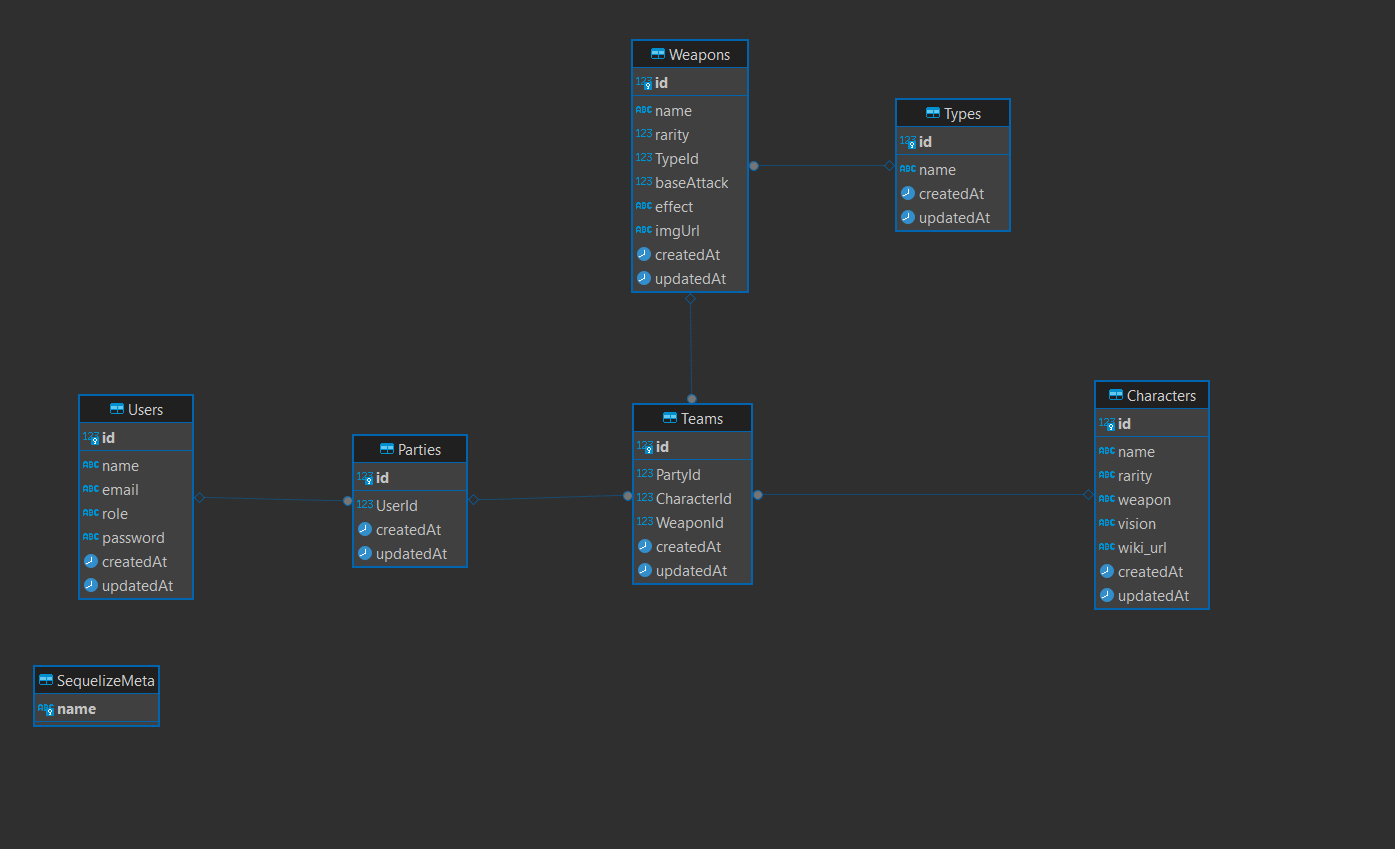 Weapons
123 id
ABC name
123 rarity
123 TypeId
123 baseAttack
ABC effect
ABC imgUrl
createdAt
updatedAt
Types
123 id
ABC name
createdAt
updatedAt
Users
123 id
ABC name
ABC email
ABC role
ABC password
createdAt
updatedAt
Parties
123 id
123 UserId
createdAt
updatedAt
Teams
123 id
123 PartyId
123 CharacterId
123 WeaponId
createdAt
updatedAt
Characters
123 id
ABC name
ABC rarity
ABC weapon
ABC vision
ABC wiki_url
createdAt
updatedAt
SequelizeMeta
ABC name